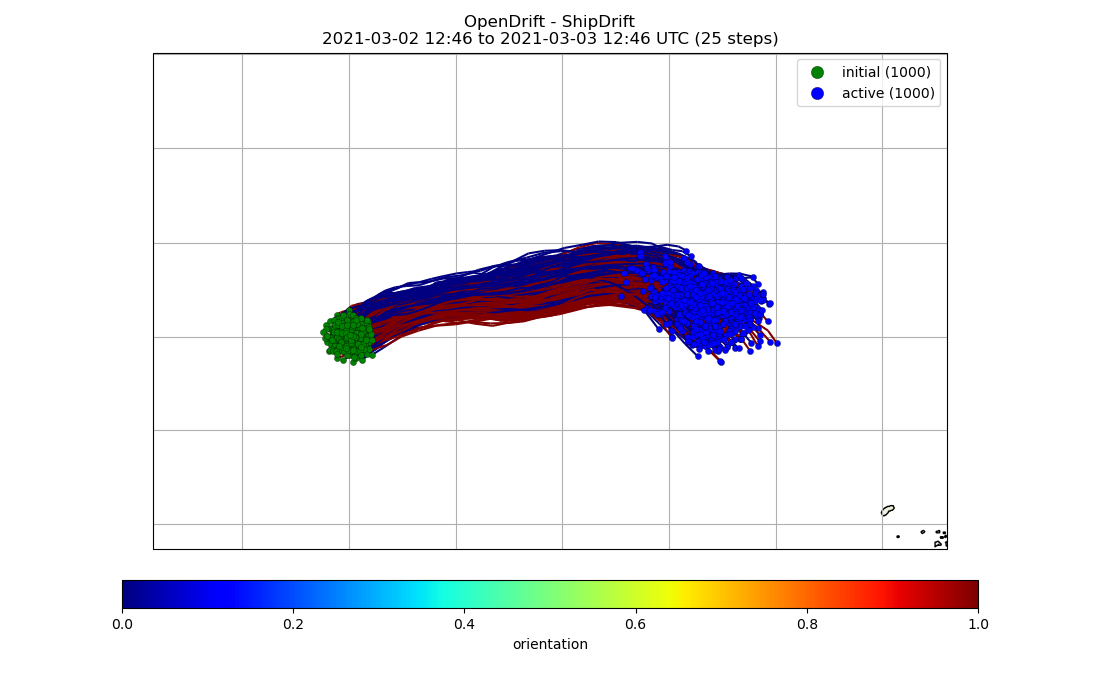 OpenDrift - ShipDrift
2021-03-02 12:46 to 2021-03-03 12:46 UTC (25 steps)
initial (1000)
active (1000)
0.0 0.2 0.4 0.6 0.8 1.0
orientation